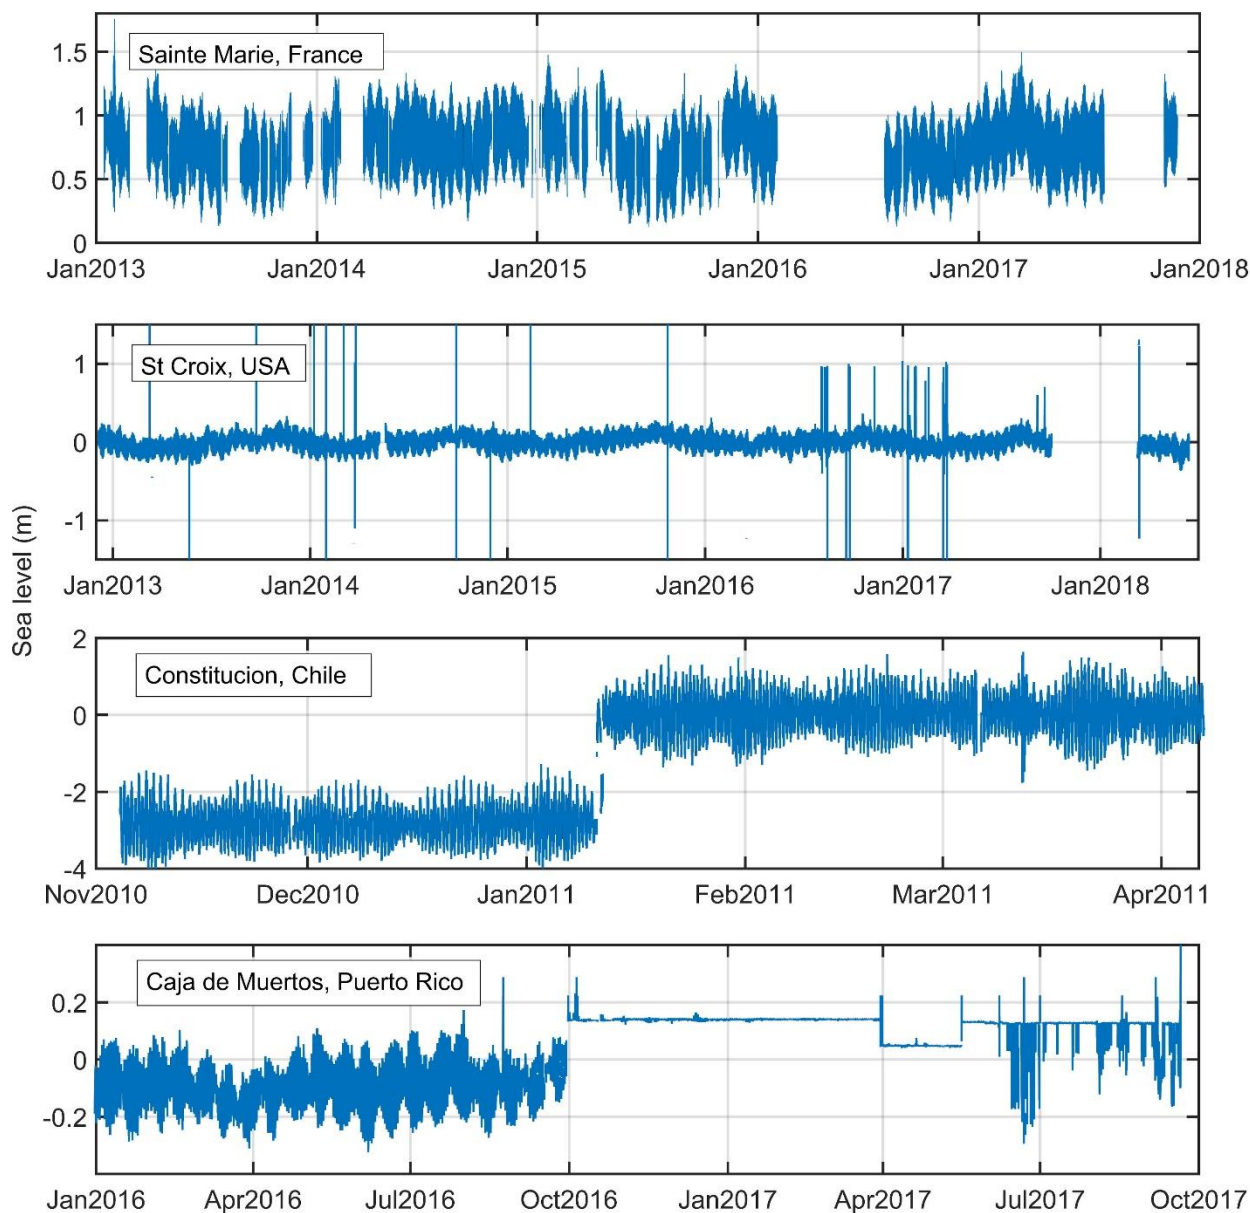 Sainte Marie, France
1.5
1
0.5
0
Jan2013 Jan2014 Jan2015 Jan2016 Jan2017 Jan2018
St Croix, USA
1
0
-1
Jan2013 Jan2014 Jan2015 Jan2016 Jan2017 Jan2018
Sea level (m)
Constitucion, Chile
2
0
-2
-4
Nov2010 Dec2010 Jan2011 Feb2011 Mar2011 Apr2011
Caja de Muertos, Puerto Rico
0.2
0
-0.2
Jan2016 Apr2016 Jul2016 Oct2016 Jan2017 Apr2017 Jul2017 Oct2017